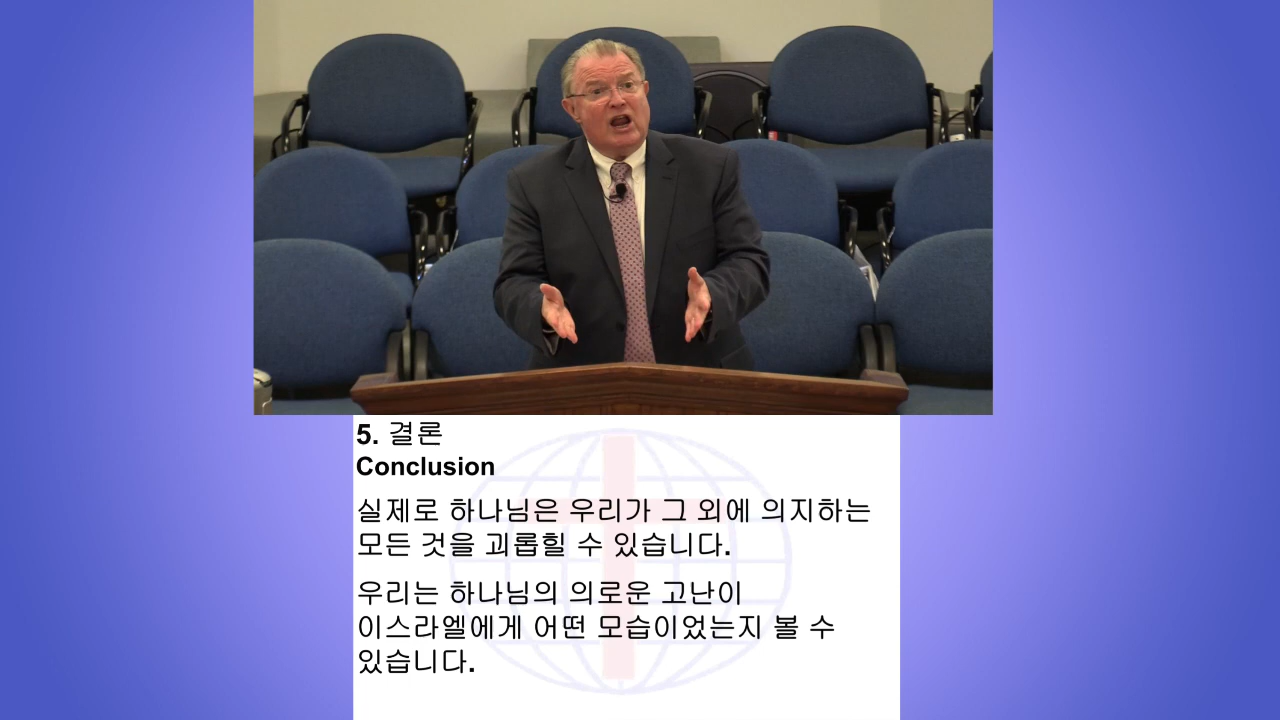 5. 결론
Conclusion
실제로 하나님은 우리가 그 외에 의지하는
모든 것을 괴롭힐 수 있습니다.
우리는 하나님의 의로운 고난이
이스라엘에게 어떤 모습이었는지 볼 수
있습니다.